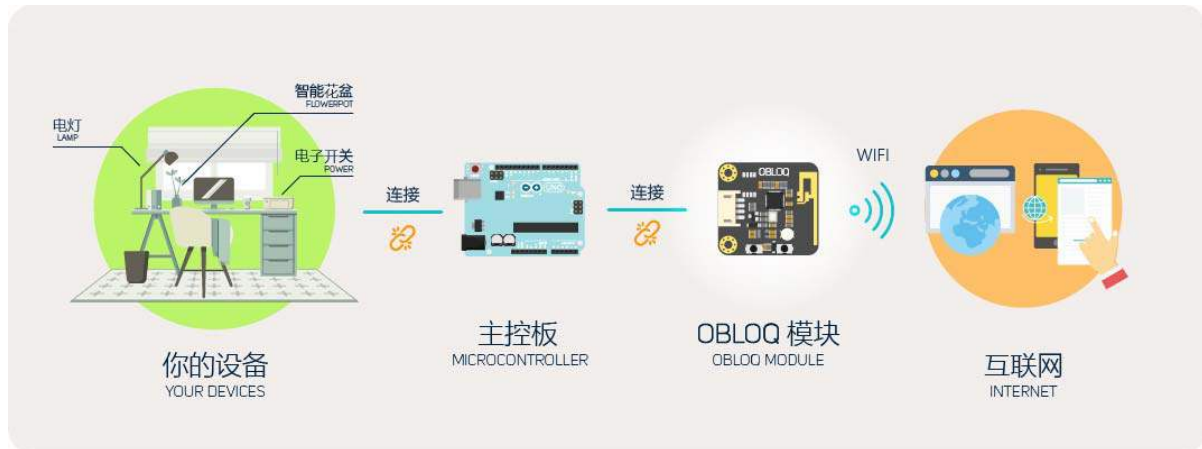 智能花盆
FLOWERPOT
电灯
LAMP
电子开关
POWER
连接
UNO
连接
OBLOQ
WIFI
你的设备
YOUR DEVICES
主控板
MICROCONTROLLER
OBLOQ 模块
OBLOQ MODULE
互联网
INTERNET